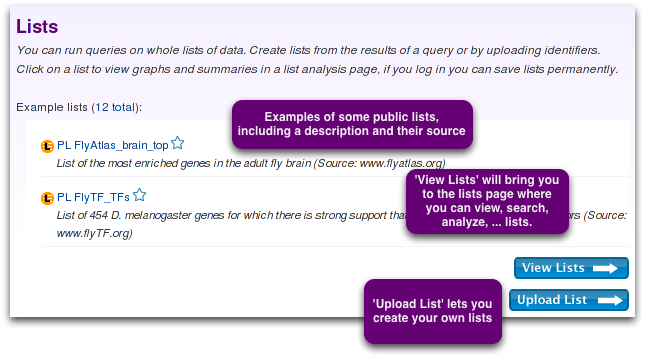 Lists
You can run queries on whole lists of data. Create lists from the results of a query or by uploading identifiers.
Click on a list to view graphs and summaries in a list analysis page, if you log in you can save lists permanently.
Example lists (12 total):
Examples of some public lists,
including a description and their source
L PL FlyAtlas_brain_top
List of the most enriched genes in the adult fly brain (Source: www.flyatlas.org)
'View Lists' will bring you
to the lists page where
you can view, search,
analyze, ... lists.
L PL FlyTF_TFs
List of 454 D. melanogaster genes for which there is strong support that ors (Source:
www.flyTF.org)
View Lists
'Upload List' lets you
create your own lists
Upload List